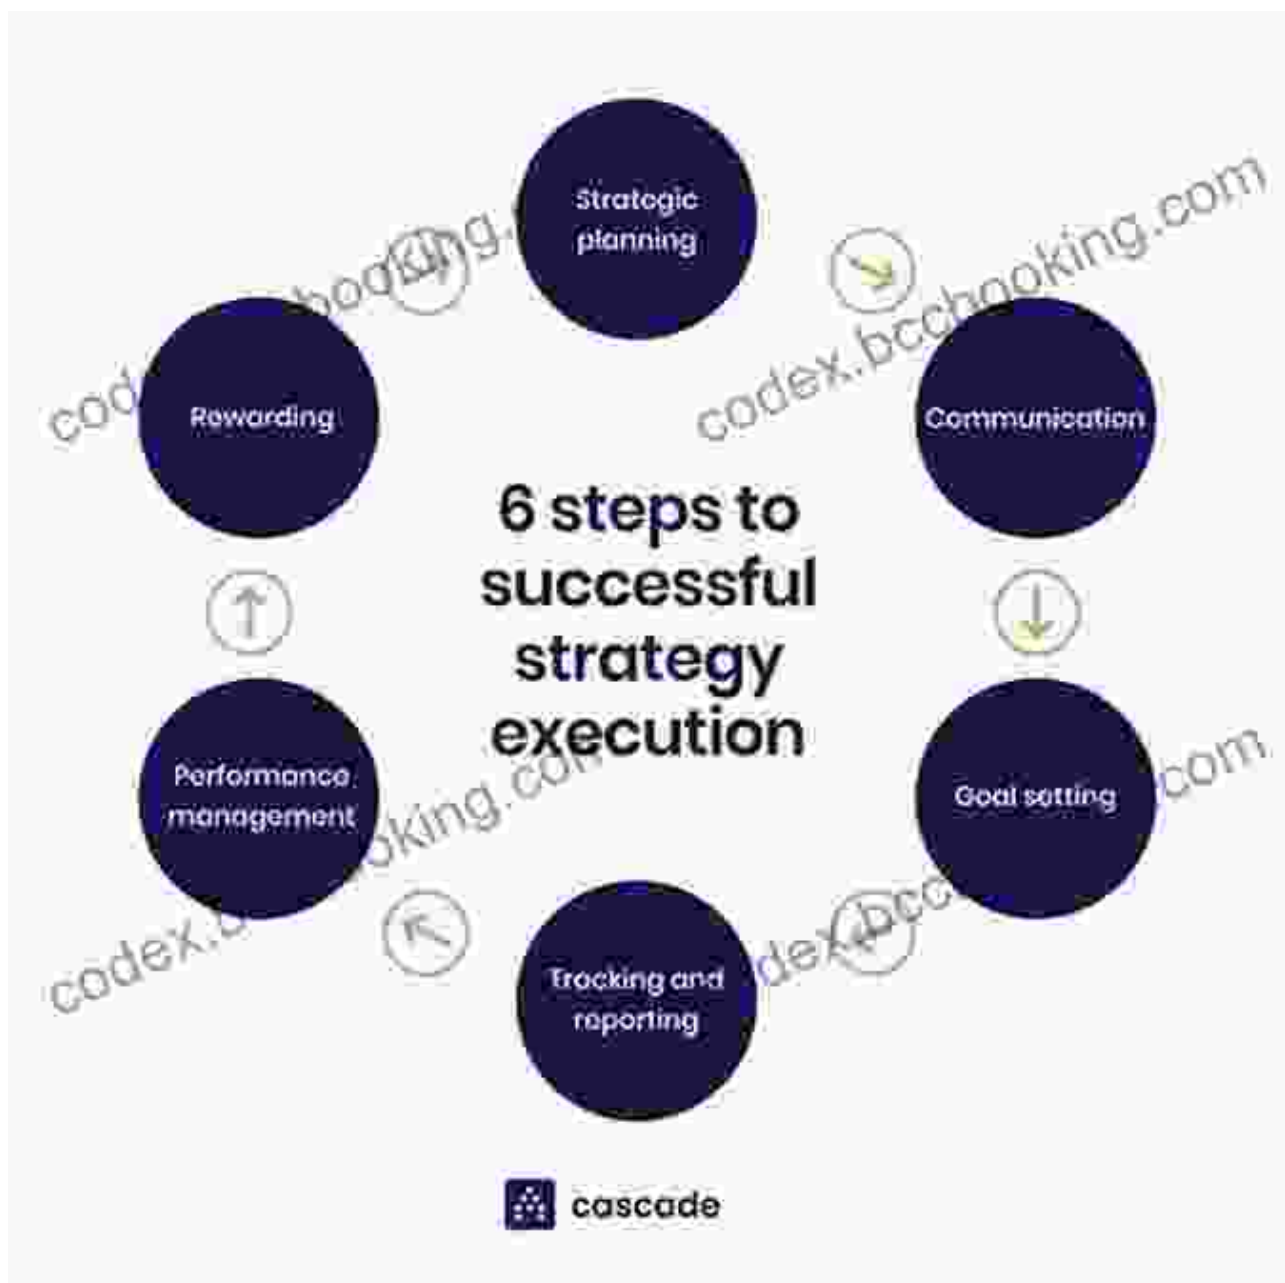 Strategic
planning
Communication
Goal setting
Tracking and
reporting
Performance
management
Rewarding
6 steps to
successful
strategy
execution
cascade
codex.bccbooking.com